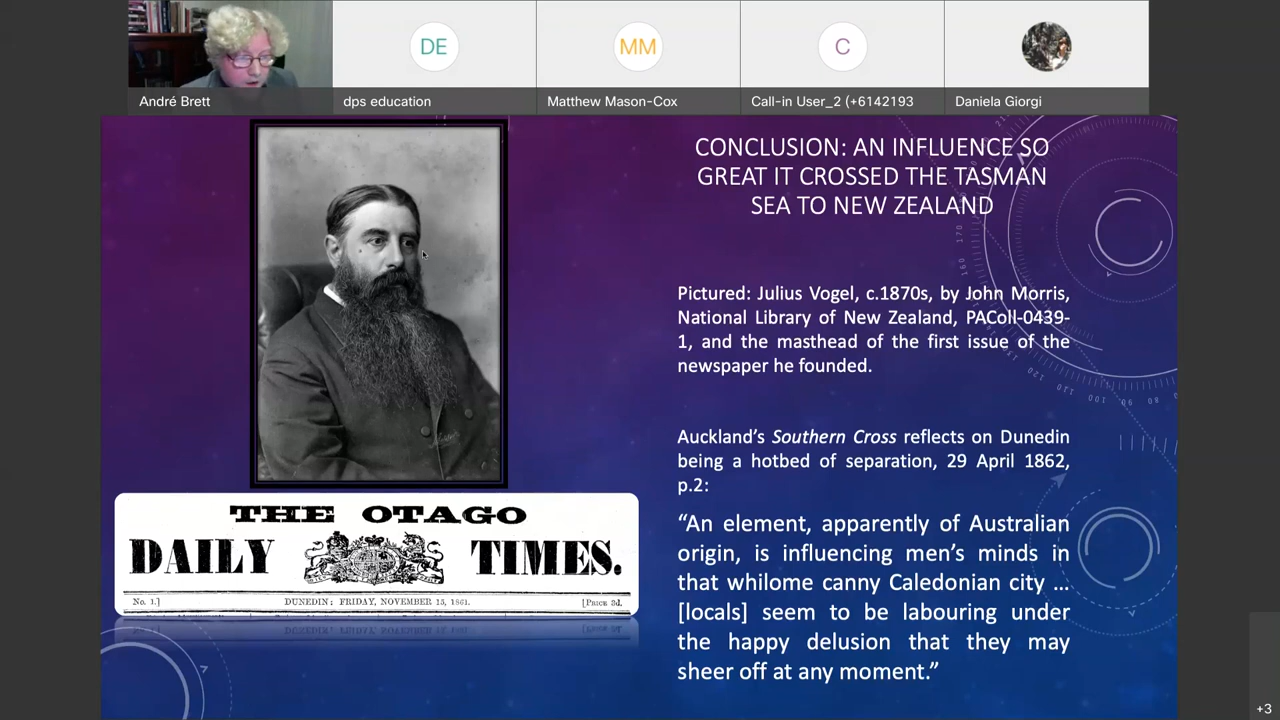 DE
MM
C
André Brett
dps education
Matthew Mason-Cox
Call-in User_2 (+6142193
Daniela Giorgi
CONCLUSION: AN INFLUENCE SO
GREAT IT CROSSED THE TASMAN
SEA TO NEW ZEALAND
Pictured: Julius Vogel, c.1870s, by John Morris,
National Library of New Zealand, PAColl-0439-
1, and the masthead of the first issue of the
newspaper he founded.
Auckland’s Southern Cross reflects on Dunedin
being a hotbed of separation, 29 April 1862,
p.2:
“An element, apparently of Australian
origin, is influencing men’s minds in
that whilome canny Caledonian city ...
[locals] seem to be labouring under
the happy delusion that they may
sheer off at any moment.”
THE OTAGO
DAILY TIMES.
No. 1.] DUNEDIN: FRIDAY, NOVEMBER 15, 1861. [PRICE 3d.
+3